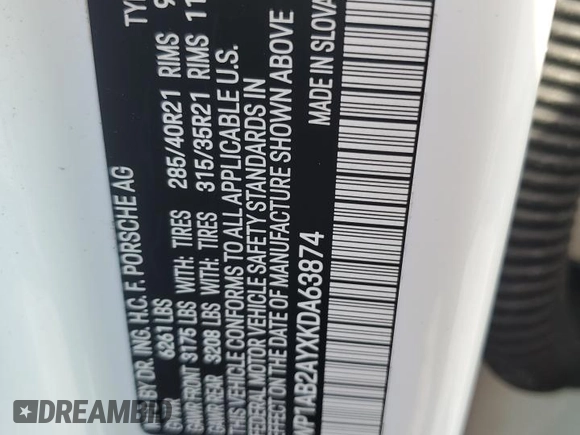 BY DR. ING. H.C. F. PORSCHE AG TY
6261 LBS
GAWR FRONT 3175 LBS WITH: TIRES 285/40R21 RIMS 9
GAWR REAR 3208 LBS WITH: TIRES 315/35R21 RIMS 11
THIS VEHICLE CONFORMS TO ALL APPLICABLE U.S.
FEDERAL MOTOR VEHICLE SAFETY STANDARDS IN
EFFECT ON THE DATE OF MANUFACTURE SHOWN ABOVE
WP1AB2AYXKDA63874 MADE IN SLOVA
DREAMBID